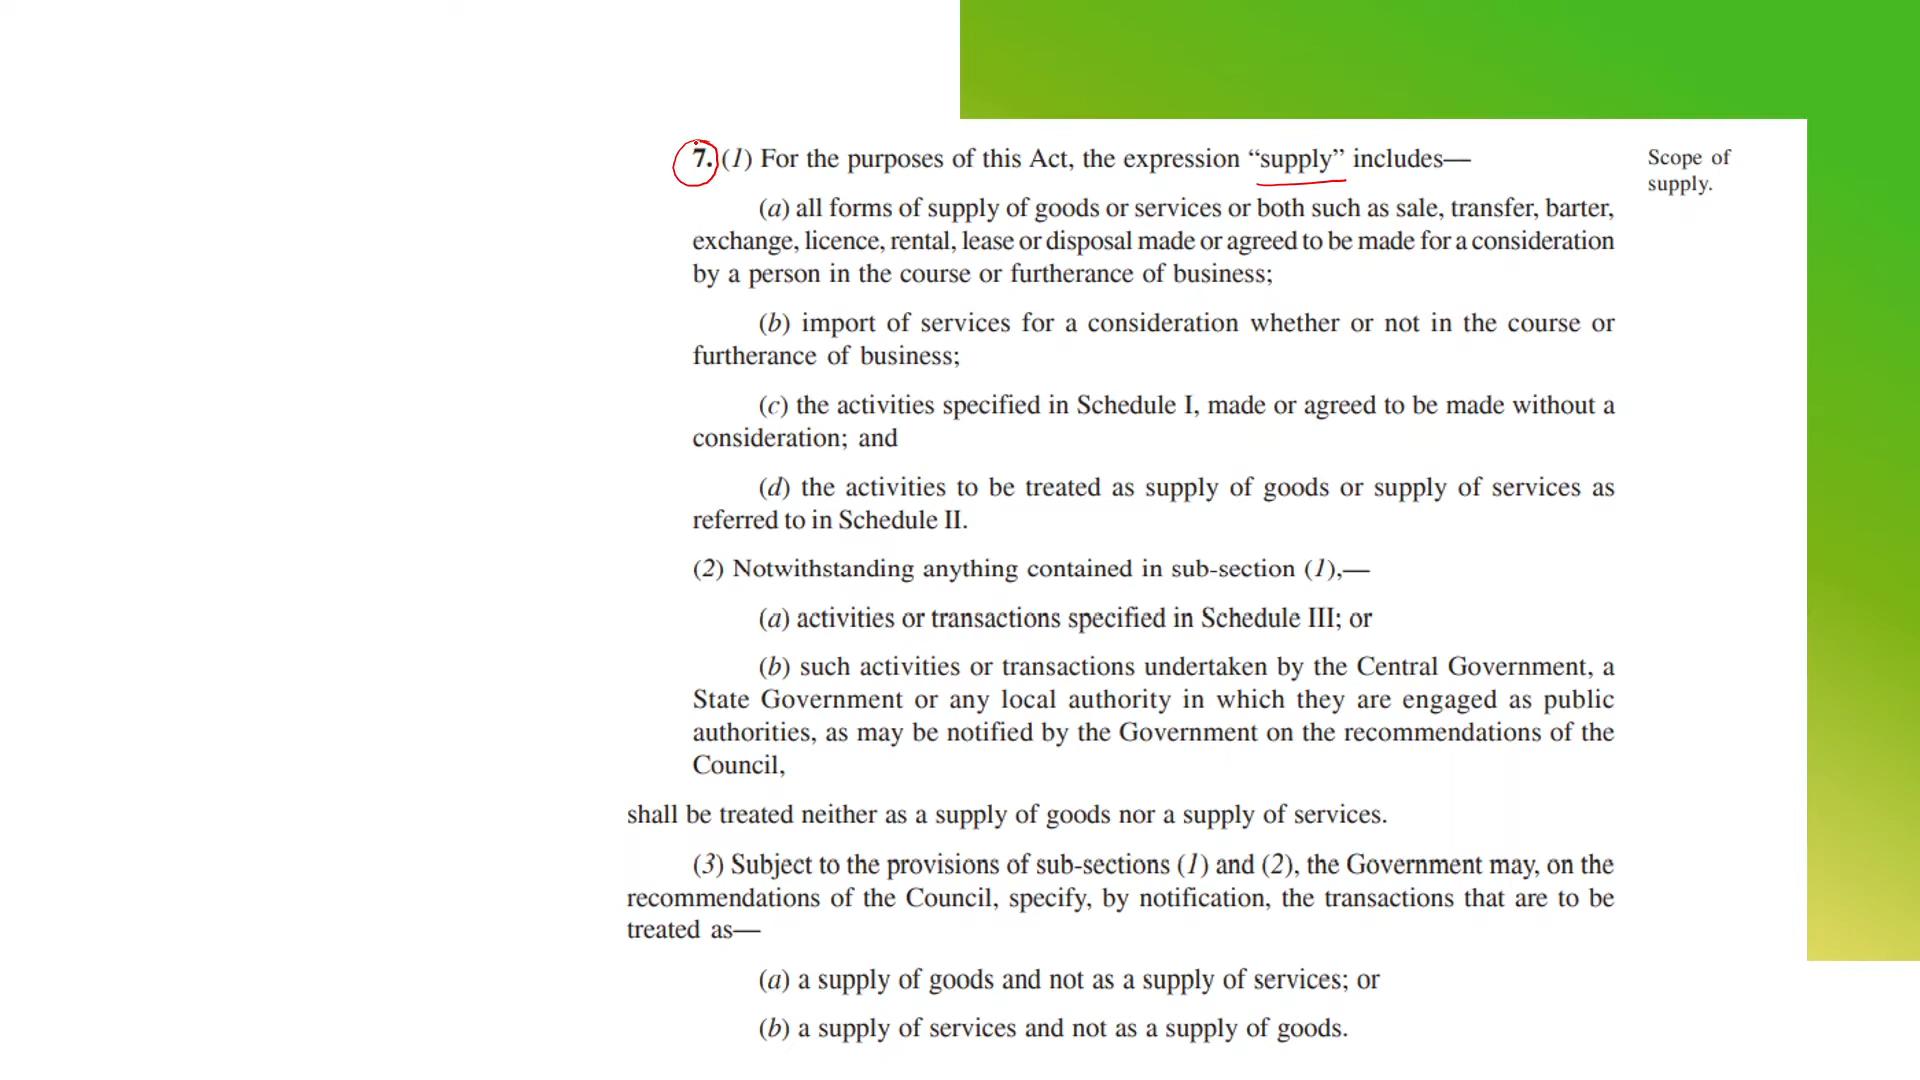 7. (1) For the purposes of this Act, the expression “supply” includes—
Scope of
supply.
(a) all forms of supply of goods or services or both such as sale, transfer, barter,
exchange, licence, rental, lease or disposal made or agreed to be made for a consideration
by a person in the course or furtherance of business;
(b) import of services for a consideration whether or not in the course or
furtherance of business;
(c) the activities specified in Schedule I, made or agreed to be made without a
consideration; and
(d) the activities to be treated as supply of goods or supply of services as
referred to in Schedule II.
(2) Notwithstanding anything contained in sub-section (1),—
(a) activities or transactions specified in Schedule III; or
(b) such activities or transactions undertaken by the Central Government, a
State Government or any local authority in which they are engaged as public
authorities, as may be notified by the Government on the recommendations of the
Council,
shall be treated neither as a supply of goods nor a supply of services.
(3) Subject to the provisions of sub-sections (1) and (2), the Government may, on the
recommendations of the Council, specify, by notification, the transactions that are to be
treated as—
(a) a supply of goods and not as a supply of services; or
(b) a supply of services and not as a supply of goods.